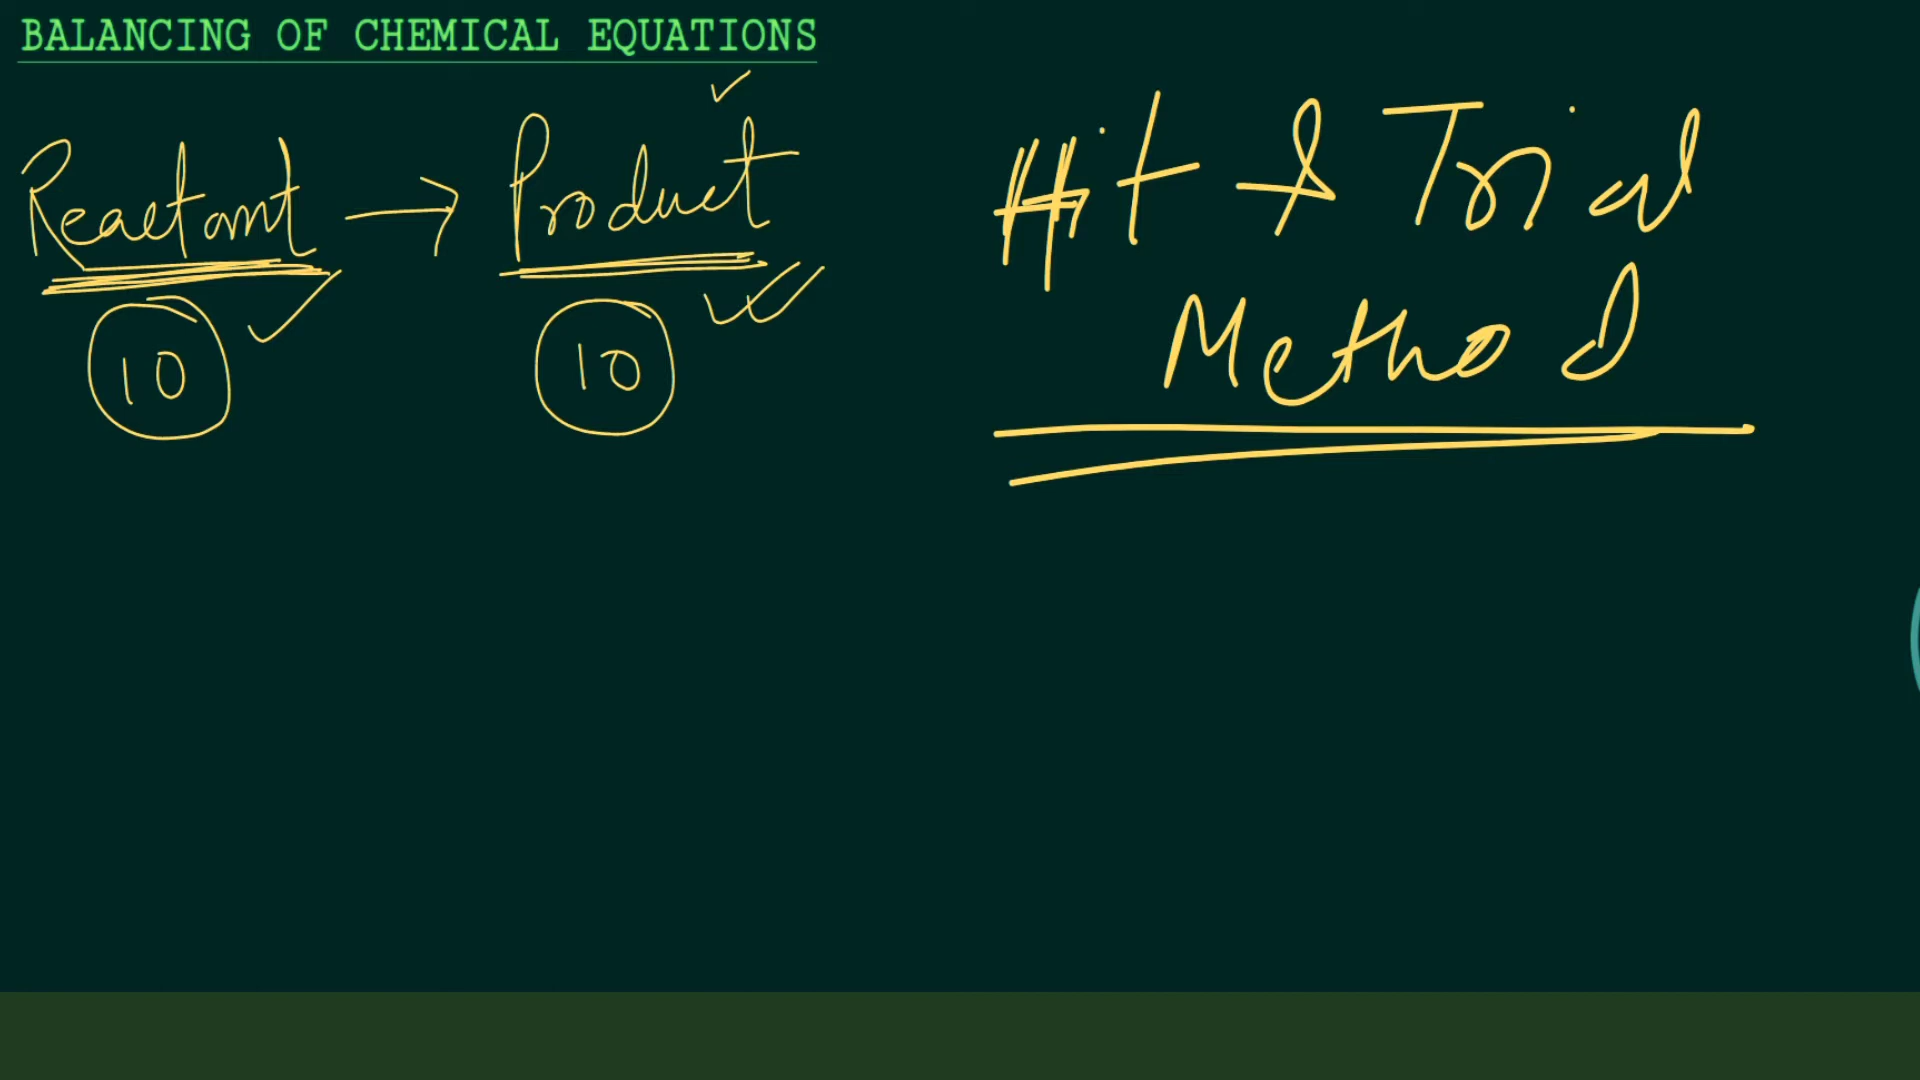 BALANCING OF CHEMICAL EQUATIONS
Reactant → Product
10 10
Hit & Trial
Method